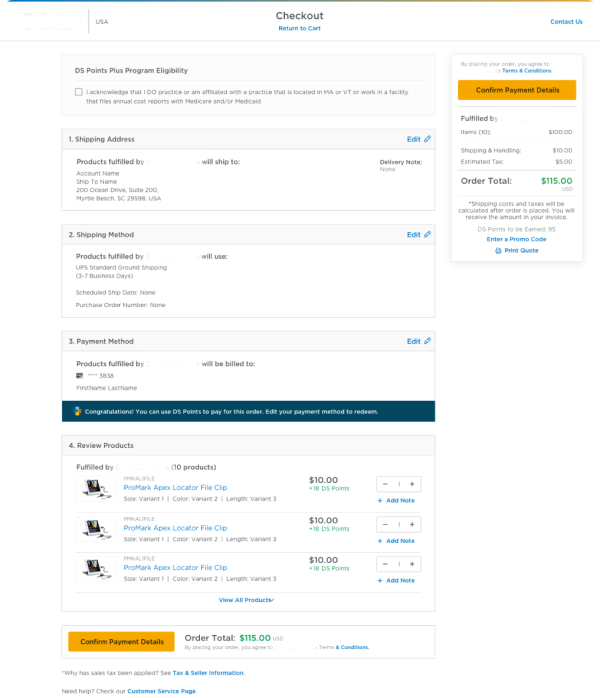 USA
Checkout
Return to Cart
Contact Us
DS Points Plus Program Eligibility
I acknowledge that I DO practice or am affiliated with a practice that is located in MA or VT or work in a facility
that files annual cost reports with Medicare and/or Medicaid.
1. Shipping Address
Edit
Products fulfilled by will ship to:
Account Name
Ship To Name
200 Ocean Drive, Suite 200,
Myrtle Beach, SC 29598, USA
Delivery Note:
None
2. Shipping Method
Edit
Products fulfilled by will use:
UPS Standard Ground Shipping
(3-7 Business Days)
Scheduled Ship Date: None
Purchase Order Number: None
3. Payment Method
Edit
Products fulfilled by will be billed to:
**** 3838
FirstName LastName
Congratulations! You can use DS Points to pay for this order. Edit your payment method to redeem.
4. Review Products
Fulfilled by (10 products)
PMKALIFILE
ProMark Apex Locator File Clip
Size: Variant 1 | Color: Variant 2 | Length: Variant 3
$10.00
+18 DS Points
− 1 +
+ Add Note
PMKALIFILE
ProMark Apex Locator File Clip
Size: Variant 1 | Color: Variant 2 | Length: Variant 3
$10.00
+18 DS Points
− 1 +
+ Add Note
PMKALIFILE
ProMark Apex Locator File Clip
Size: Variant 1 | Color: Variant 2 | Length: Variant 3
$10.00
+18 DS Points
− 1 +
+ Add Note
View All Products
Confirm Payment Details
Order Total: $115.00 USD
By placing your order, you agree to Terms & Conditions.
*Why has sales tax been applied? See Tax & Seller Information.
Need help? Check our Customer Service Page.
By placing your order, you agree to
Terms & Conditions.
Confirm Payment Details
Fulfilled by
Items (10): $100.00
Shipping & Handling: $10.00
Estimated Tax: $5.00
Order Total: $115.00
USD
*Shipping costs and taxes will be
calculated after order is placed. You will
receive the amount in your invoice.
DS Points to be Earned: 95
Enter a Promo Code
Print Quote